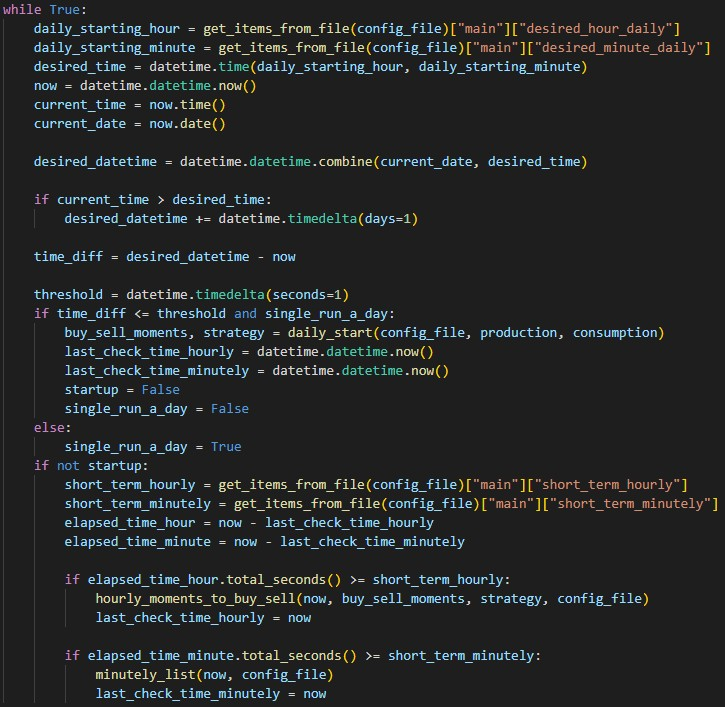 while True:
    daily_starting_hour = get_items_from_file(config_file)["main"]["desired_hour_daily"]
    daily_starting_minute = get_items_from_file(config_file)["main"]["desired_minute_daily"]
    desired_time = datetime.time(daily_starting_hour, daily_starting_minute)
    now = datetime.datetime.now()
    current_time = now.time()
    current_date = now.date()

    desired_datetime = datetime.datetime.combine(current_date, desired_time)

    if current_time > desired_time:
        desired_datetime += datetime.timedelta(days=1)

    time_diff = desired_datetime - now

    threshold = datetime.timedelta(seconds=1)
    if time_diff <= threshold and single_run_a_day:
        buy_sell_moments, strategy = daily_start(config_file, production, consumption)
        last_check_time_hourly = datetime.datetime.now()
        last_check_time_minutely = datetime.datetime.now()
        startup = False
        single_run_a_day = False
    else:
        single_run_a_day = True
    if not startup:
        short_term_hourly = get_items_from_file(config_file)["main"]["short_term_hourly"]
        short_term_minutely = get_items_from_file(config_file)["main"]["short_term_minutely"]
        elapsed_time_hour = now - last_check_time_hourly
        elapsed_time_minute = now - last_check_time_minutely

        if elapsed_time_hour.total_seconds() >= short_term_hourly:
            hourly_moments_to_buy_sell(now, buy_sell_moments, strategy, config_file)
            last_check_time_hourly = now

        if elapsed_time_minute.total_seconds() >= short_term_minutely:
            minutely_list(now, config_file)
            last_check_time_minutely = now